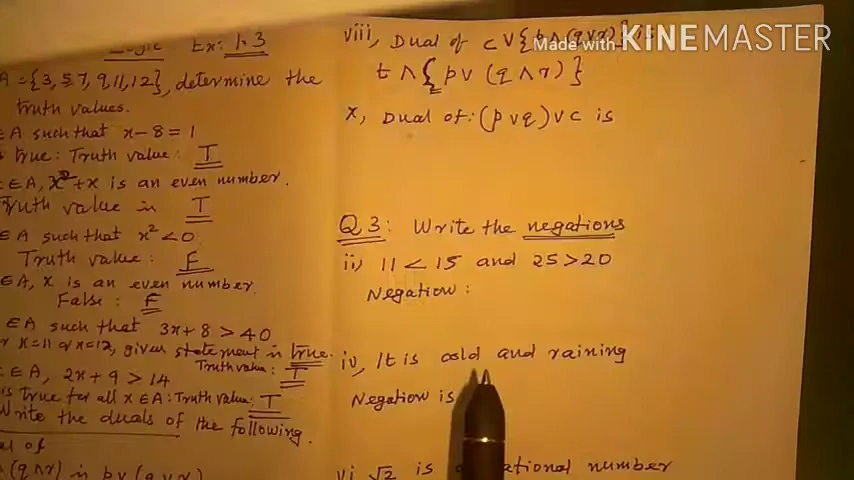 Logic Ex: 1.3
A = {3, 5, 7, 9, 11, 12}, determine the
truth values.
∈ A such that x - 8 = 1
is true: Truth value: T
∈ A, x² + x is an even number.
Truth value is T
∈ A such that x² < 0
Truth value: F
∈ A, x is an even number.
False: F
∈ A such that 3x + 8 > 40
x = 11 or x = 12, given statement is true.
Truth value: T
∈ A, 2x + 9 > 14
is true for all x ∈ A: Truth value: T
Write the duals of the following.
of
(q ∧ r) is p ∨ (q ∨ r)
viii, Dual of c ∨ {p ∧ (q ∨ r)} is
t ∧ {p ∨ (q ∧ r)}
x, Dual of: (p ∨ q) ∨ c is
Q 3: Write the negations
ii, 11 < 15 and 25 > 20
Negation:
iv, It is cold and raining
Negation is
vi, √2 is number
Made with KINEMASTER